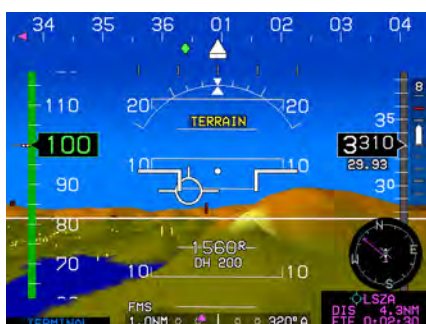 34 35 36 01 02 03 04
8
110
20 20
TERRAIN
35
100
3310
29.93
90
10 10
30
80
N
E
S
W
1560R
DH 200
70
10 10
LSZA
FMS
DIS 4.3NM
TERMINAL
1.0NM
320°A
ETE 0:02:30